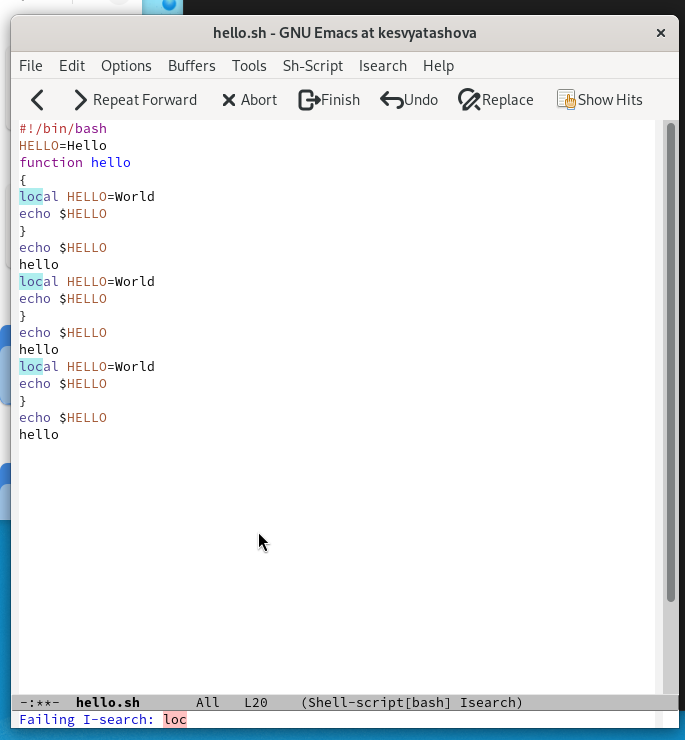 hello.sh - GNU Emacs at kesvyatashova ×
File Edit Options Buffers Tools Sh-Script Isearch Help
Repeat Forward Abort Finish Undo Replace Show Hits
#!/bin/bash
HELLO=Hello
function hello
{
local HELLO=World
echo $HELLO
}
echo $HELLO
hello
local HELLO=World
echo $HELLO
}
echo $HELLO
hello
local HELLO=World
echo $HELLO
}
echo $HELLO
hello
-:**- hello.sh All L20 (Shell-script[bash] Isearch)
Failing I-search: loc